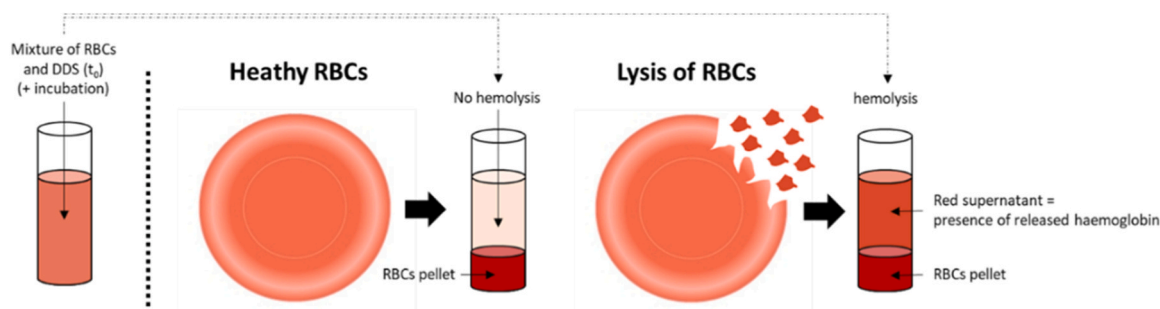 Mixture of RBCs
and DDS (t₀)
(+ incubation)
Heathy RBCs
No hemolysis
RBCs pellet
Lysis of RBCs
hemolysis
Red supernatant =
presence of released haemoglobin
RBCs pellet